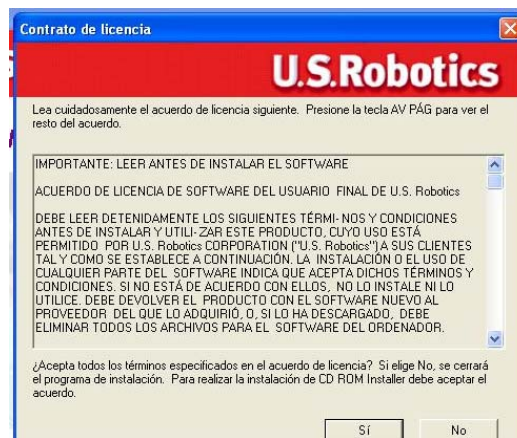 Contrato de licencia
U.S.Robotics
Lea cuidadosamente el acuerdo de licencia siguiente. Presione la tecla AV PÁG para ver el
resto del acuerdo.
IMPORTANTE: LEER ANTES DE INSTALAR EL SOFTWARE
ACUERDO DE LICENCIA DE SOFTWARE DEL USUARIO FINAL DE U.S. Robotics
DEBE LEER DETENIDAMENTE LOS SIGUIENTES TÉRMI- NOS Y CONDICIONES
ANTES DE INSTALAR Y UTILI- ZAR ESTE PRODUCTO, CUYO USO ESTÁ
PERMITIDO POR U.S. Robotics CORPORATION ("U.S. Robotics") A SUS CLIENTES
TAL Y COMO SE ESTABLECE A CONTINUACIÓN. LA INSTALACIÓN O EL USO DE
CUALQUIER PARTE DEL SOFTWARE INDICA QUE ACEPTA DICHOS TÉRMINOS Y
CONDICIONES. SI NO ESTÁ DE ACUERDO CON ELLOS, NO LO INSTALE NI LO
UTILICE. DEBE DEVOLVER EL PRODUCTO CON EL SOFTWARE NUEVO AL
PROVEEDOR DEL QUE LO ADQUIRIÓ, O, SI LO HA DESCARGADO, DEBE
ELIMINAR TODOS LOS ARCHIVOS PARA EL SOFTWARE DEL ORDENADOR.
¿Acepta todos los términos especificados en el acuerdo de licencia? Si elige No, se cerrará
el programa de instalación. Para realizar la instalación de CD ROM Installer debe aceptar el
acuerdo.
Sí No